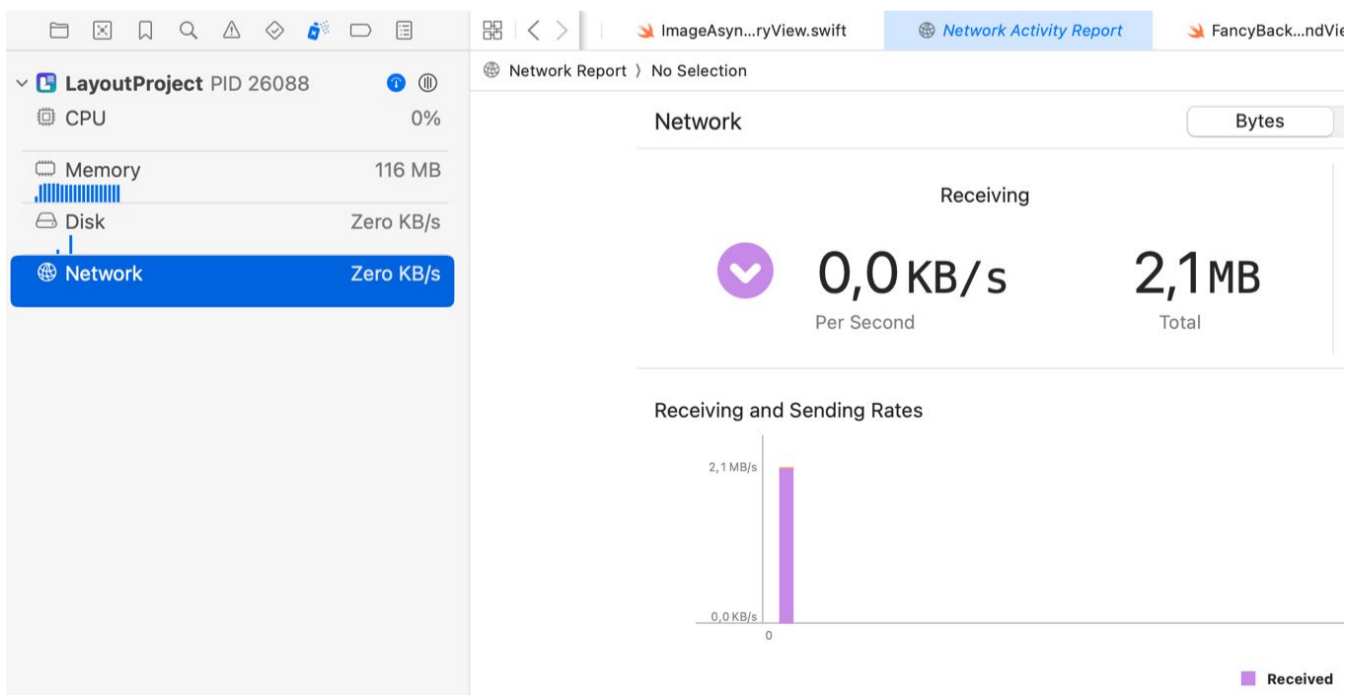 ImageAsyn...ryView.swift
Network Activity Report
FancyBack...ndVie
LayoutProject PID 26088
Network Report
No Selection
CPU 0%
Network
Bytes
Memory 116 MB
Receiving
Disk Zero KB/s
Network Zero KB/s
0,0 KB/s
2,1 MB
Per Second
Total
Receiving and Sending Rates
2,1 MB/s
0,0 KB/s
0
Received